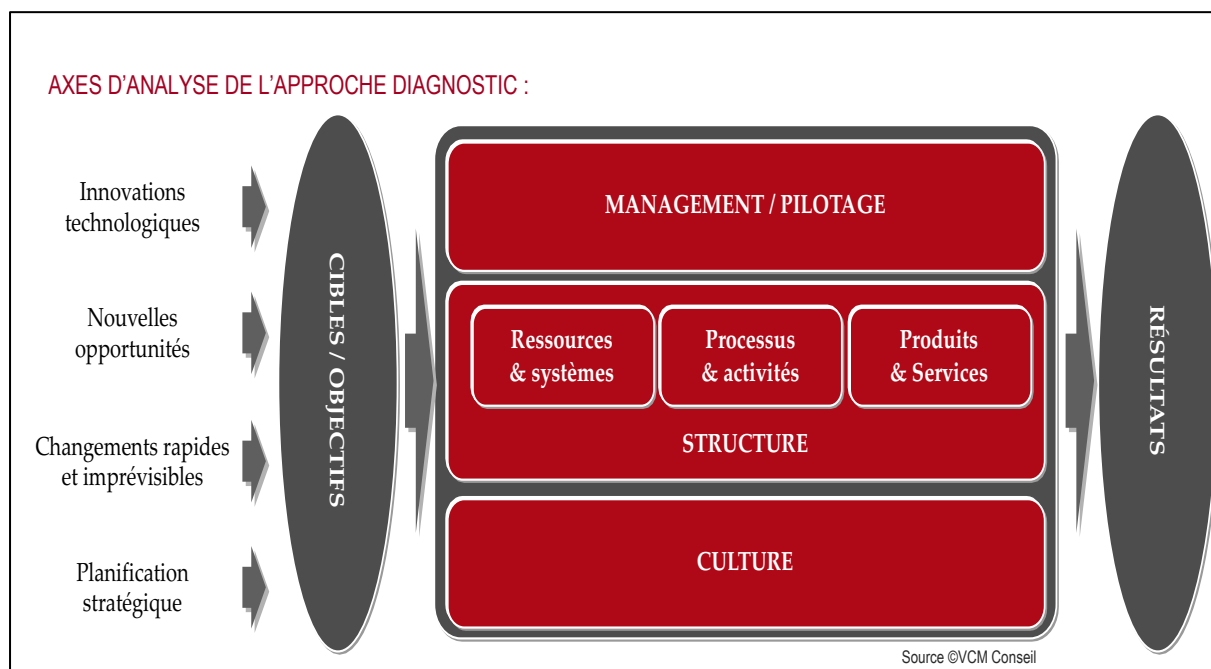 AXES D'ANALYSE DE L'APPROCHE DIAGNOSTIC :
Innovations
technologiques
Nouvelles
opportunités
Changements rapides
et imprévisibles
Planification
stratégique
CIBLES / OBJECTIFS
MANAGEMENT / PILOTAGE
Ressources
& systèmes
Processus
& activités
Produits
& Services
STRUCTURE
CULTURE
RÉSULTATS
Source ©VCM Conseil